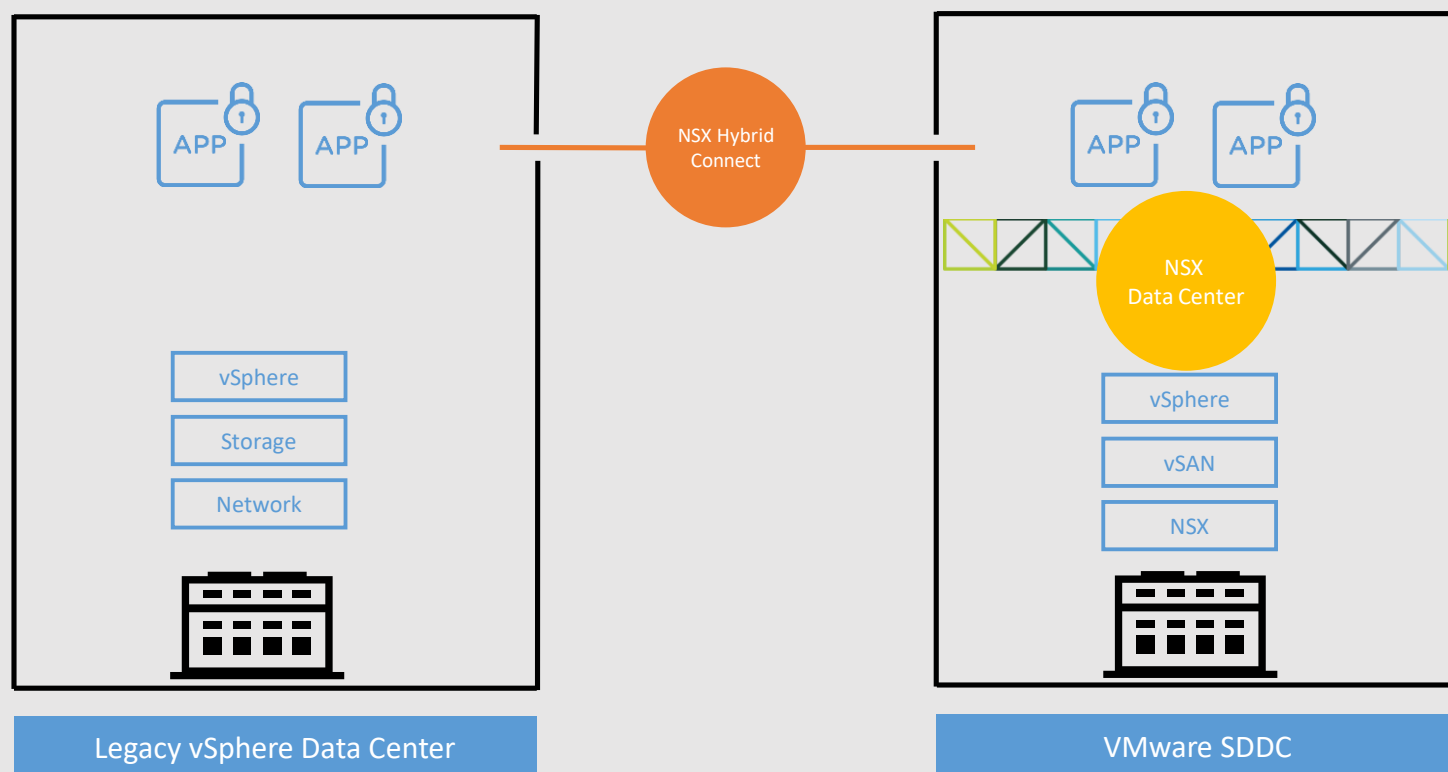 APP
APP
vSphere
Storage
Network
Legacy vSphere Data Center
NSX Hybrid
Connect
APP
APP
NSX
Data Center
vSphere
vSAN
NSX
VMware SDDC